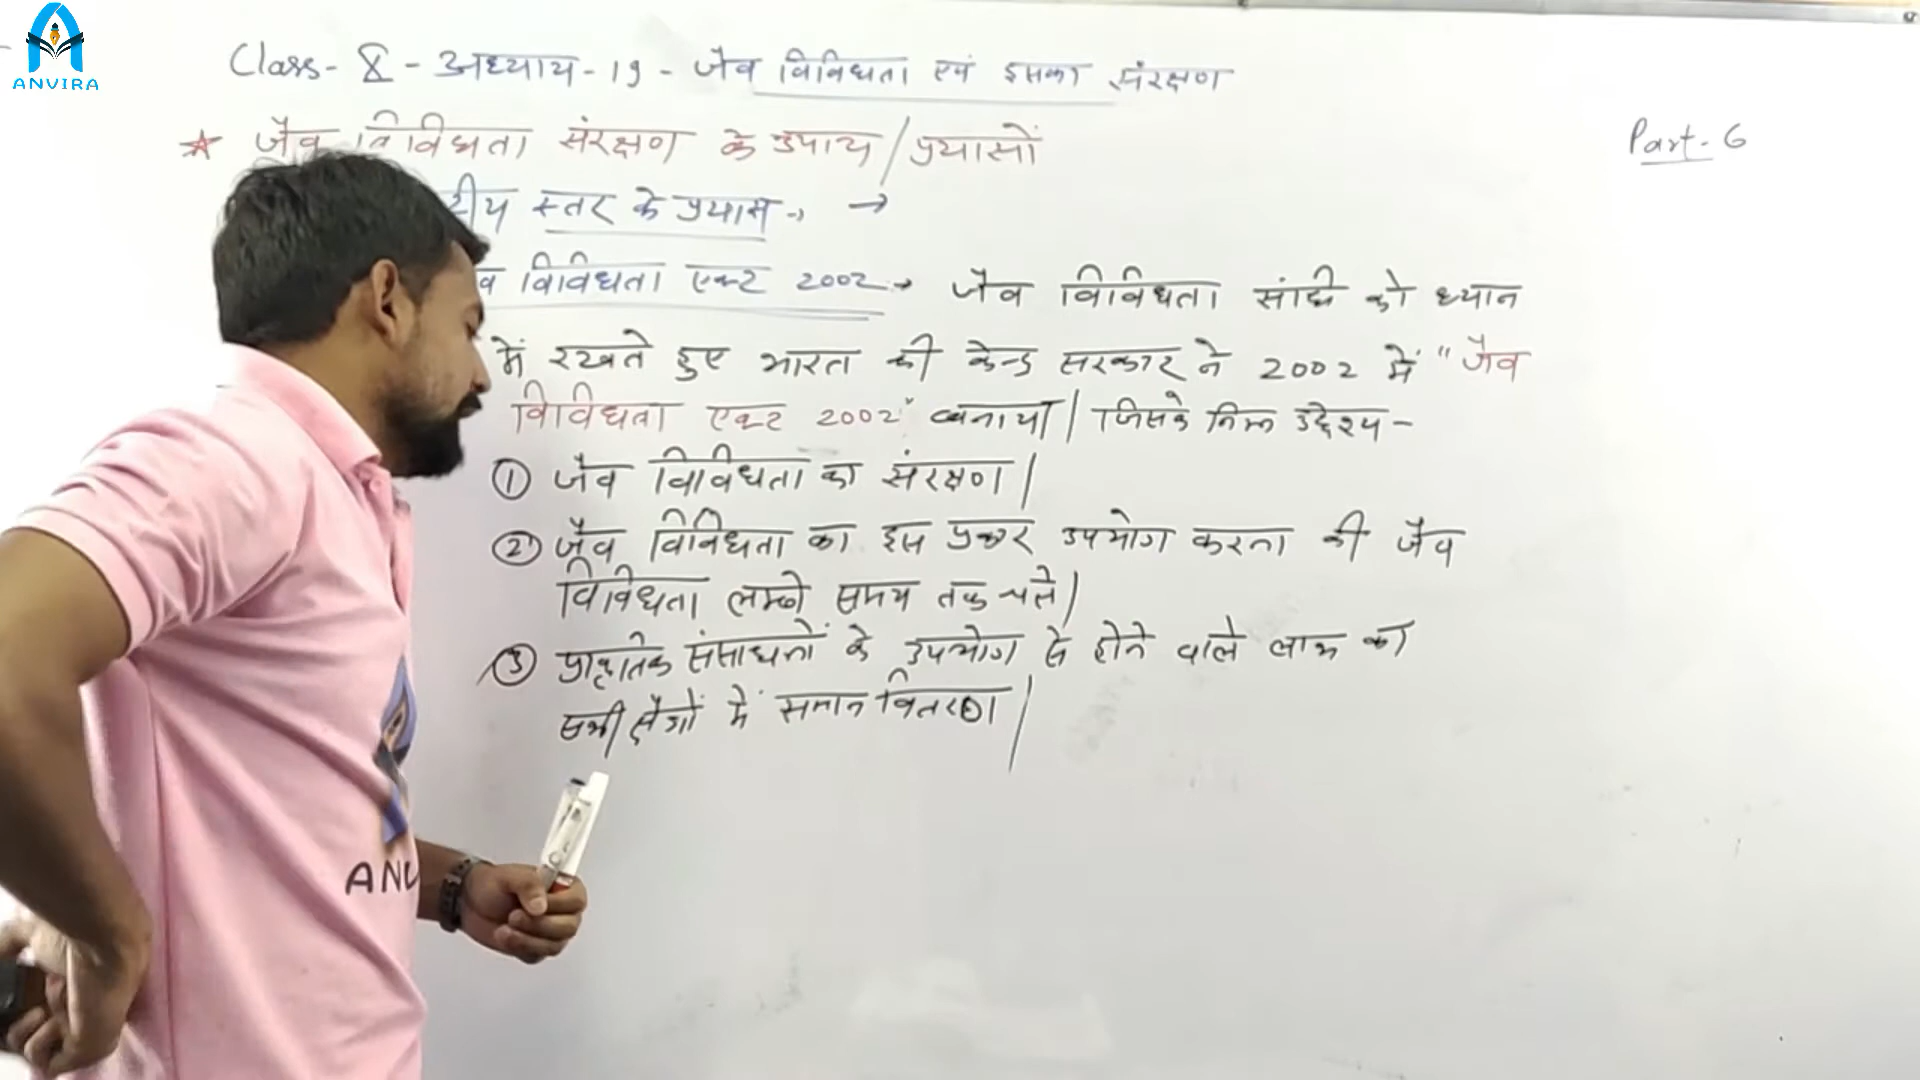 ANVIRA
Class - X - अध्याय - 19 - जैव विविधता एवं इसका संरक्षण
Part - 6
★ जैव विविधता संरक्षण के उपाय / प्रयासों
ट्रीय स्तर के प्रयास → →
व विविधता एक्ट 2002 → जैव विविधता सांधी को ध्यान
में रखते हुए भारत की केन्द्र सरकार ने 2002 में "जैव
विविधता एक्ट 2002" बनाया | जिसके निम्न उद्देश्य -
① जैव विविधता का संरक्षण |
② जैव विविधता का इस प्रकार उपयोग करना की जैव
विविधता लम्बे समय तक चले |
③ प्राकृतिक संसाधनों के उपयोग से होने वाले लाभ का
सभी क्षेत्रों में समान वितरण |
ANV